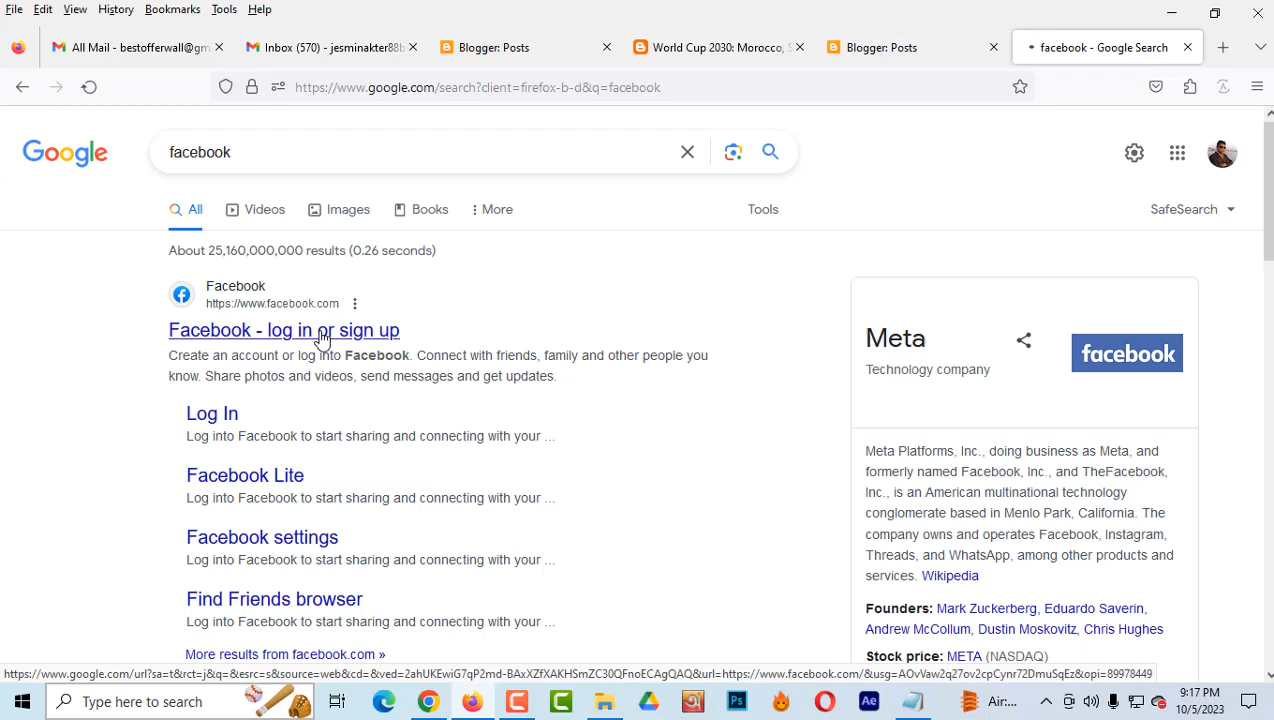 File Edit View History Bookmarks Tools Help
All Mail - bestofferwall@gm
Inbox (570) - jesminakter88b
Blogger: Posts
World Cup 2030: Morocco, S
Blogger: Posts
facebook - Google Search
https://www.google.com/search?client=firefox-b-d&q=facebook
Google
facebook
All Videos Images Books More Tools SafeSearch
About 25,160,000,000 results (0.26 seconds)
Facebook
https://www.facebook.com
Facebook - log in or sign up
Create an account or log into Facebook. Connect with friends, family and other people you
know. Share photos and videos, send messages and get updates.
Log In
Log into Facebook to start sharing and connecting with your ...
Facebook Lite
Log into Facebook to start sharing and connecting with your ...
Facebook settings
Log into Facebook to start sharing and connecting with your ...
Find Friends browser
Log into Facebook to start sharing and connecting with your ...
More results from facebook.com »
Meta
Technology company
facebook
Meta Platforms, Inc., doing business as Meta, and
formerly named Facebook, Inc., and TheFacebook,
Inc., is an American multinational technology
conglomerate based in Menlo Park, California. The
company owns and operates Facebook, Instagram,
Threads, and WhatsApp, among other products and
services. Wikipedia
Founders: Mark Zuckerberg, Eduardo Saverin,
Andrew McCollum, Dustin Moskovitz, Chris Hughes
Stock price: META (NASDAQ)
https://www.google.com/url?sa=t&rct=j&q=&esrc=s&source=web&cd=&ved=2ahUKEwiG7qP2md-BAxXZfXAKHSmZC30QFnoECAgQAQ&url=https://www.facebook.com/&usg=AOvVaw2q27ov2cpCynr72DmuSqEz&opi=89978449
Type here to search
Ps
Ae
Air:...
9:17 PM
10/5/2023